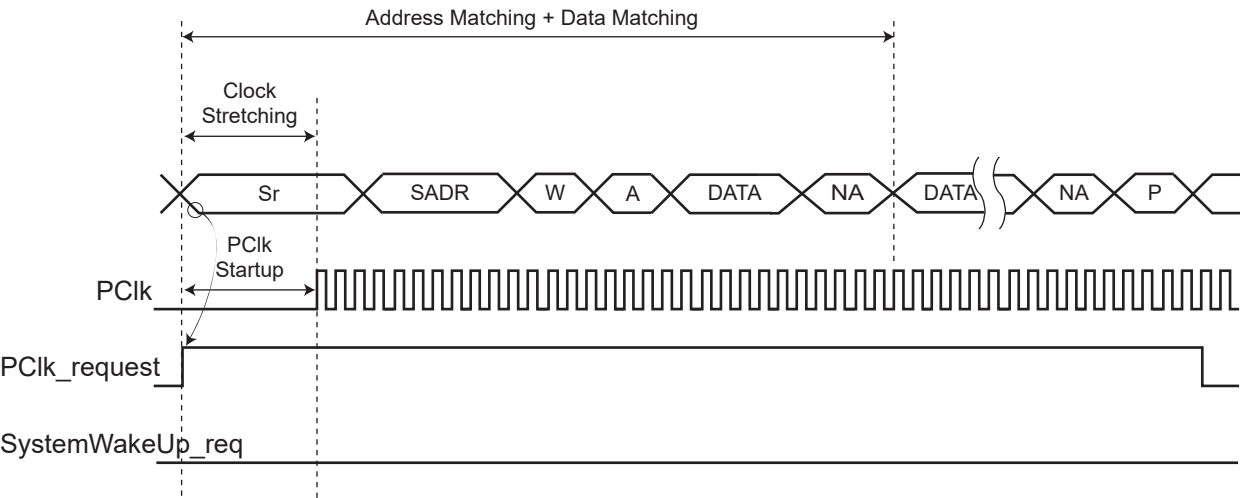 Address Matching + Data Matching
Clock
Stretching
Sr SADR W A DATA NA DATA NA P
PClk
Startup
PClk
PClk_request
SystemWakeUp_req